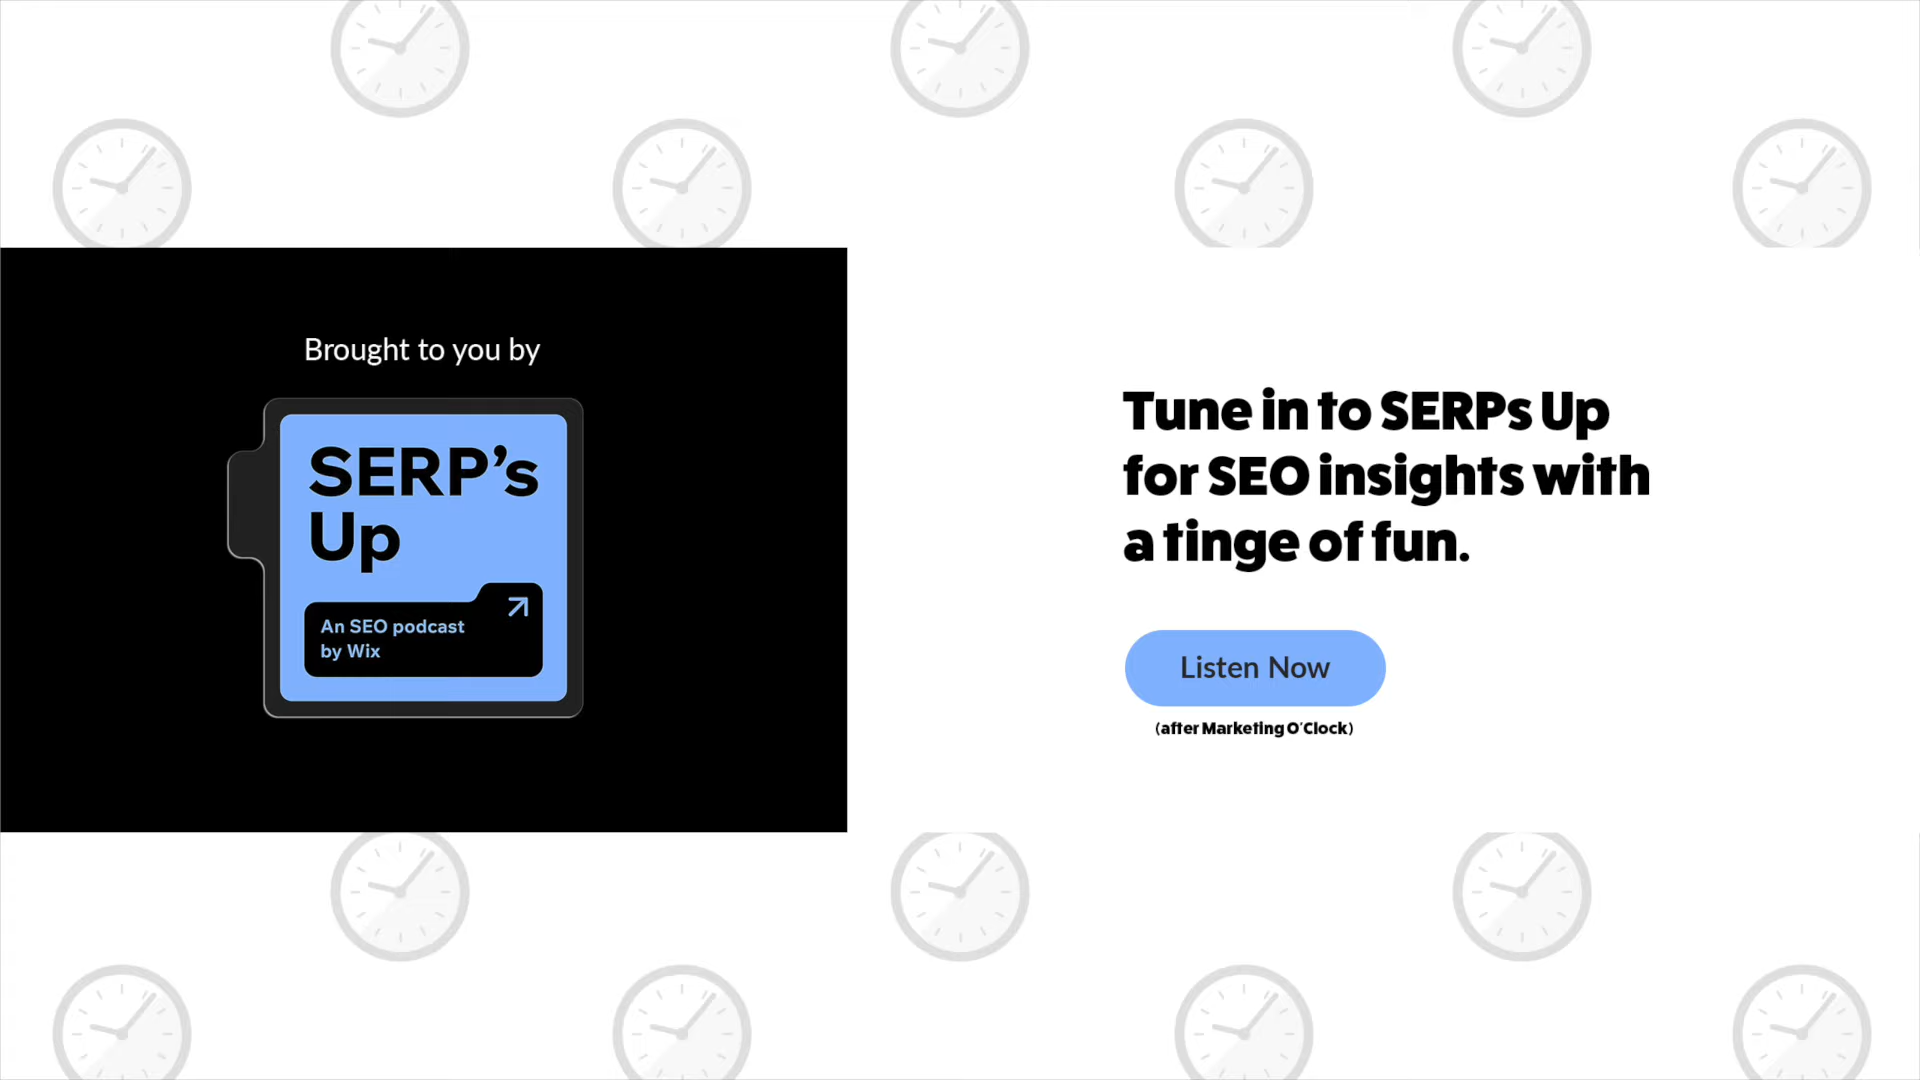 Brought to you by
SERP’s
Up
An SEO podcast
by Wix
Tune in to SERPs Up
for SEO insights with
a tinge of fun.
Listen Now
(after Marketing O'Clock)